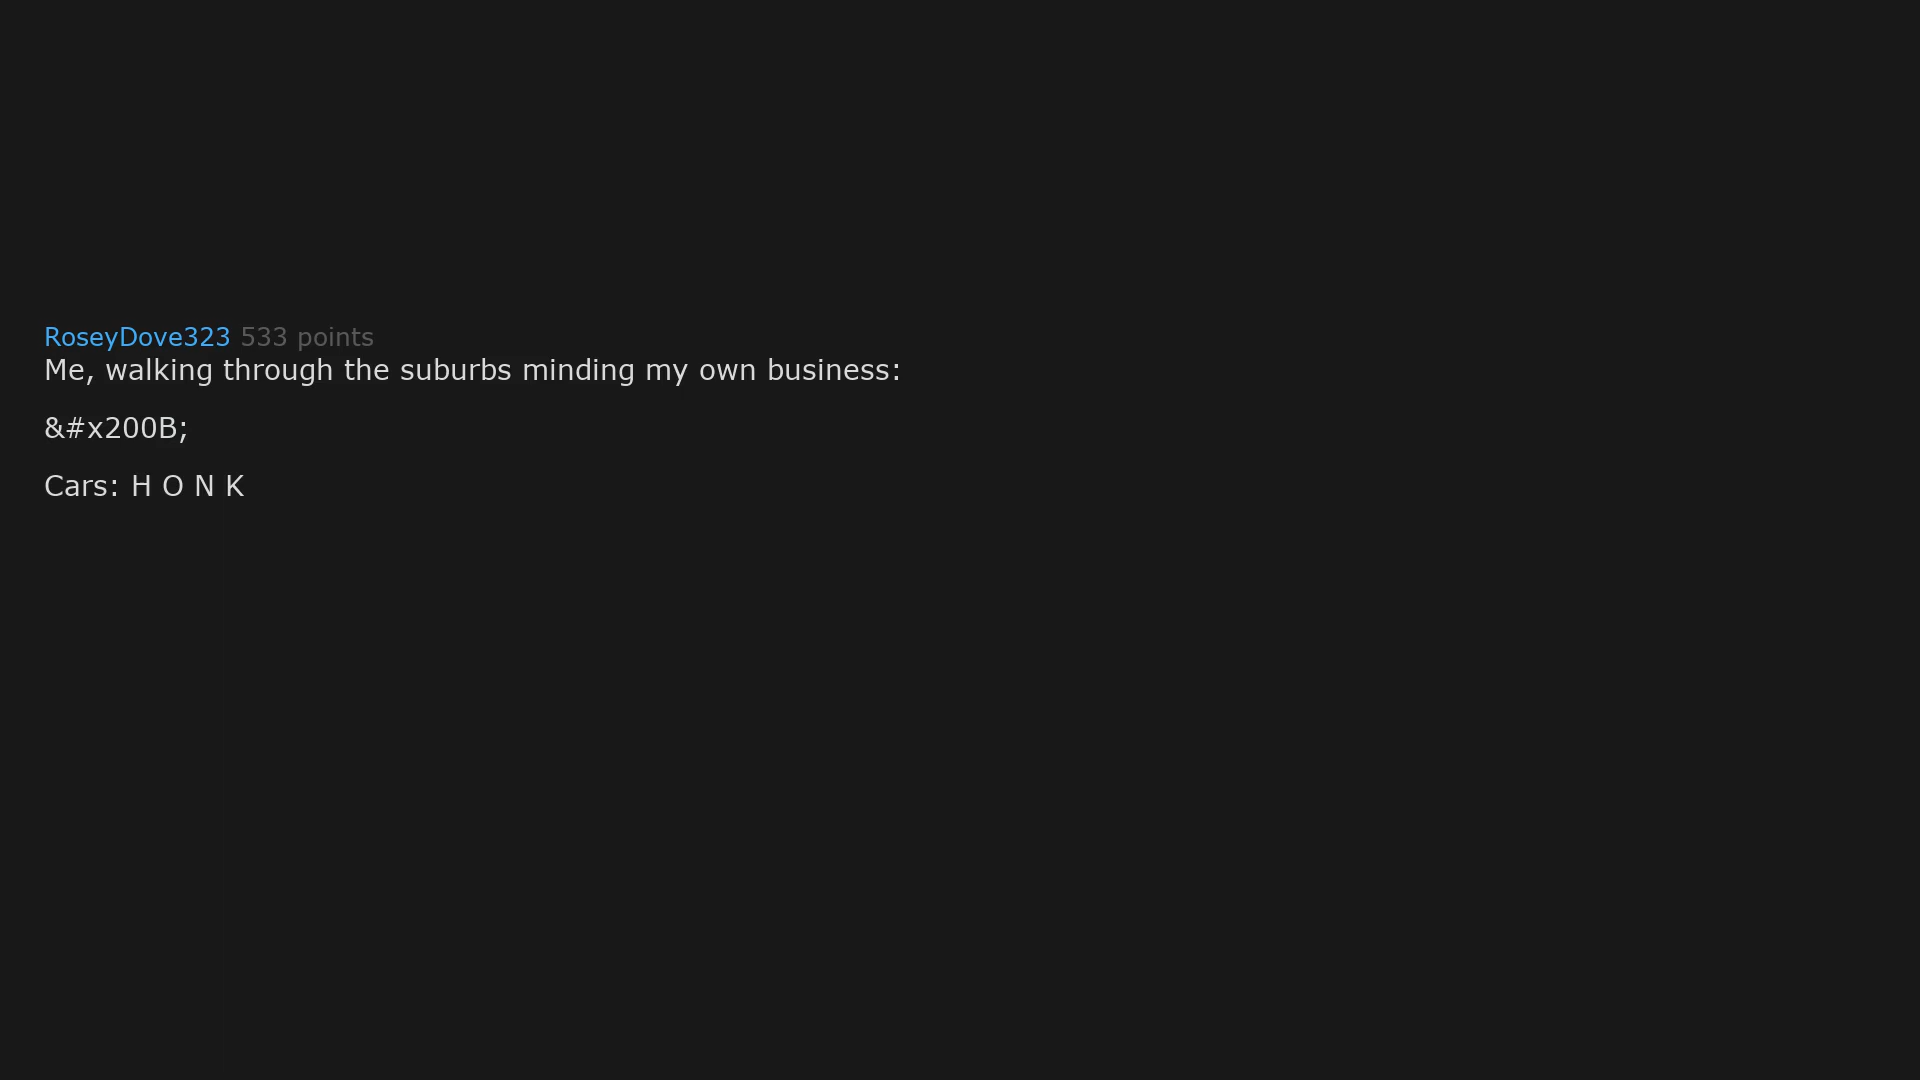 RoseyDove323 533 points
Me, walking through the suburbs minding my own business:
&#x200B;
Cars: H O N K